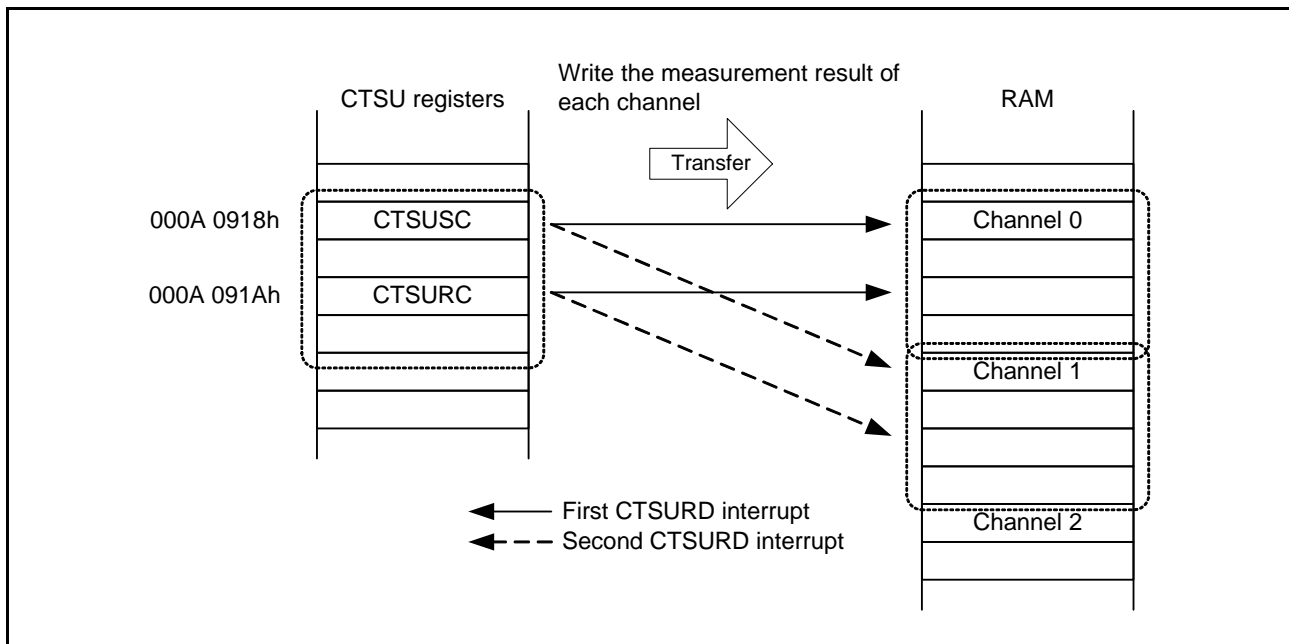 Write the measurement result of
each channel
CTSU registers
RAM
Transfer
000A 0918h
CTSUSC
Channel 0
000A 091Ah
CTSURC
Channel 1
First CTSURD interrupt
Second CTSURD interrupt
Channel 2